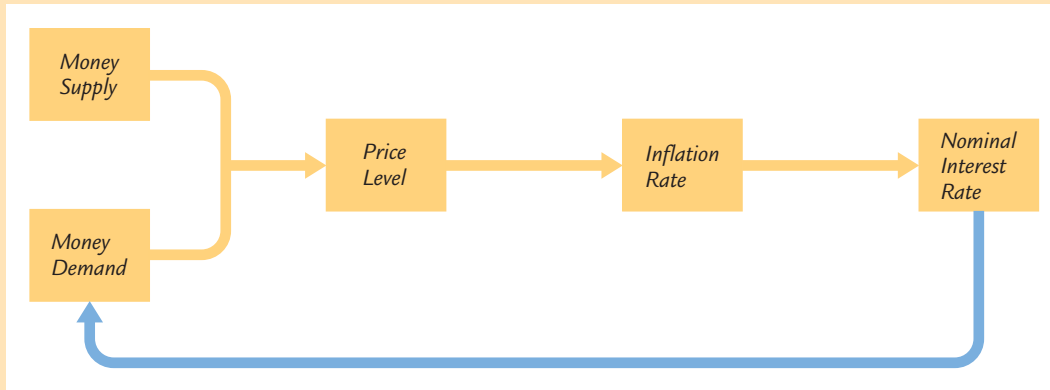 Money
Supply
Money
Demand
Price
Level
Inflation
Rate
Nominal
Interest
Rate